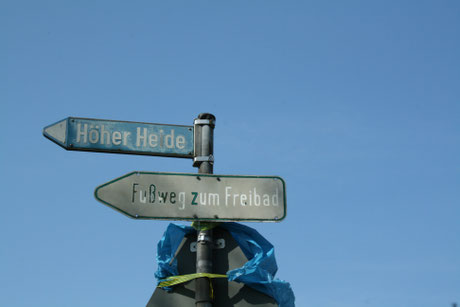 Höher Heide
Fußweg zum Freibad